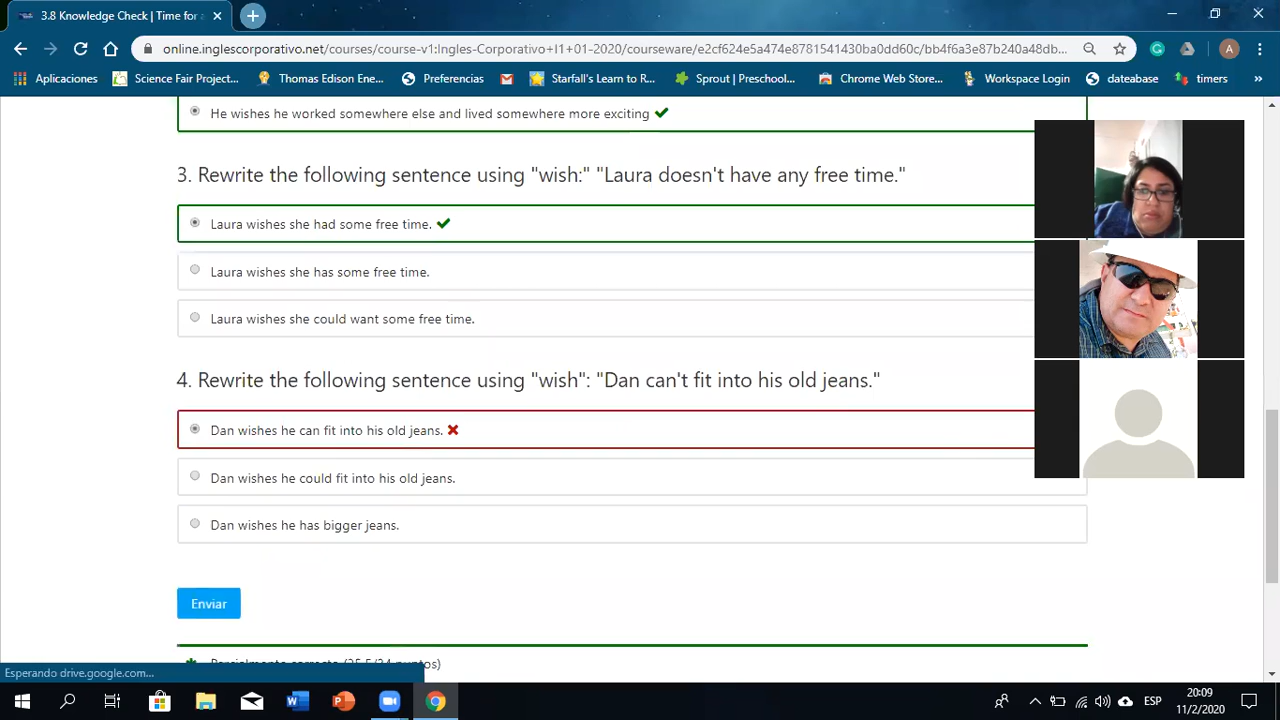 3.8 Knowledge Check | Time for a
online.inglescorporativo.net/courses/course-v1:Ingles-Corporativo+I1+01-2020/courseware/e2cf624e5a474e8781541430ba0dd60c/bb4f6a3e87b240a48db...
A
Aplicaciones
Science Fair Project...
Thomas Edison Ene...
Preferencias
Starfall's Learn to R...
Sprout | Preschool...
Chrome Web Store...
Workspace Login
dateabase
timers
»
He wishes he worked somewhere else and lived somewhere more exciting
3. Rewrite the following sentence using "wish:" "Laura doesn't have any free time."
Laura wishes she had some free time.
Laura wishes she has some free time.
Laura wishes she could want some free time.
4. Rewrite the following sentence using "wish": "Dan can't fit into his old jeans."
Dan wishes he can fit into his old jeans.
Dan wishes he could fit into his old jeans.
Dan wishes he has bigger jeans.
Enviar
Parcialmente correcto (25.5/34 puntos)
Esperando drive.google.com...
ESP
20:09
11/2/2020